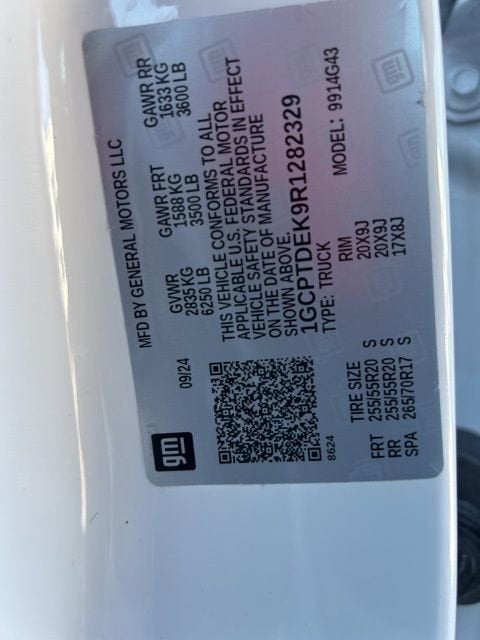 MFD BY GENERAL MOTORS LLC
gm
09/24
GVWR GAWR FRT GAWR RR
2835 KG 1588 KG 1633 KG
6250 LB 3500 LB 3600 LB
THIS VEHICLE CONFORMS TO ALL
APPLICABLE U.S. FEDERAL MOTOR
VEHICLE SAFETY STANDARDS IN EFFECT
ON THE DATE OF MANUFACTURE
SHOWN ABOVE.
1GCPTDEK9R1282329
TYPE: TRUCK MODEL: 9914G43
8624
TIRE SIZE RIM
FRT 255/55R20 S 20X9J
RR 255/55R20 S 20X9J
SPA 265/70R17 S 17X8J